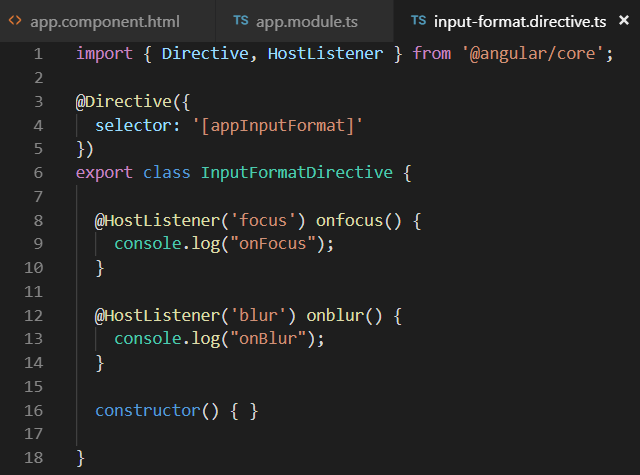 <> app.component.html TS app.module.ts TS input-format.directive.ts ×
1 import { Directive, HostListener } from '@angular/core';
2
3 @Directive({
4   selector: '[appInputFormat]'
5 })
6 export class InputFormatDirective {
7
8   @HostListener('focus') onfocus() {
9     console.log("onFocus");
10   }
11
12   @HostListener('blur') onblur() {
13     console.log("onBlur");
14   }
15
16   constructor() { }
17
18 }